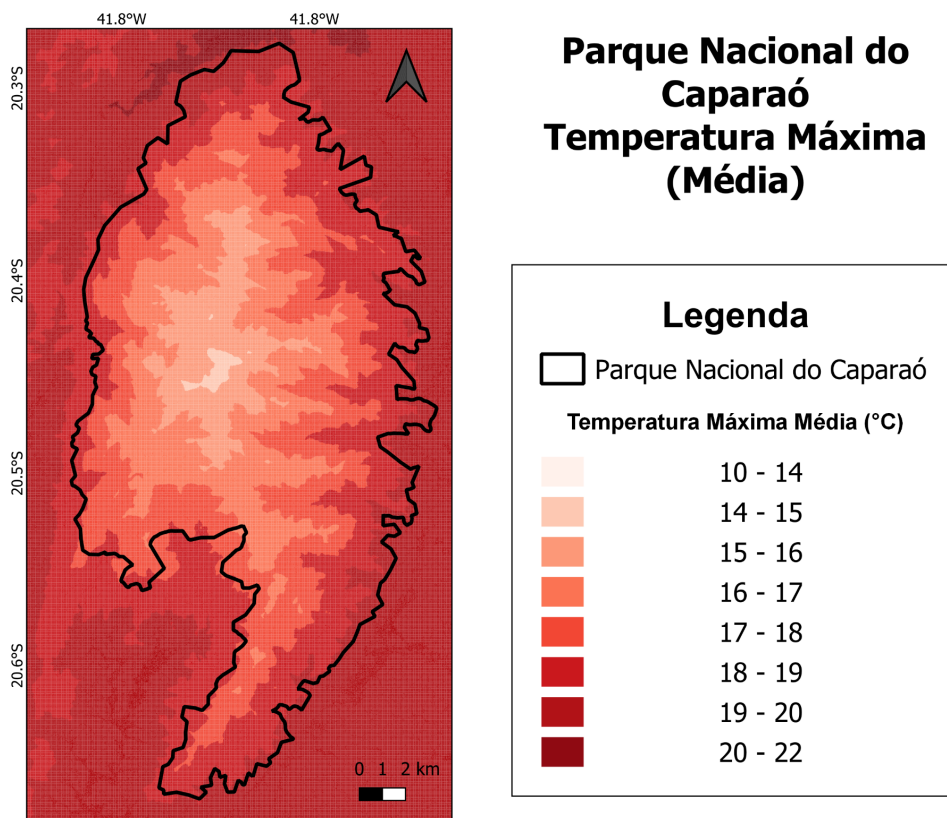 41.8°W 41.8°W
20.3°S
20.4°S
20.5°S
20.6°S
0 1 2 km
Parque Nacional do
Caparaó
Temperatura Máxima
(Média)
Legenda
Parque Nacional do Caparaó
Temperatura Máxima Média (°C)
10 - 14
14 - 15
15 - 16
16 - 17
17 - 18
18 - 19
19 - 20
20 - 22